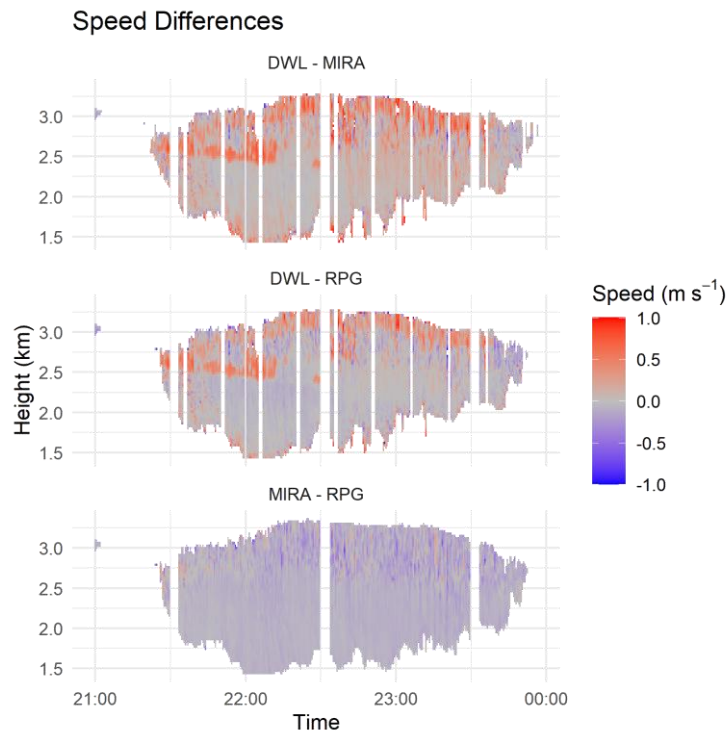 Speed Differences
DWL - MIRA
3.0
2.5
2.0
1.5
DWL - RPG
3.0
2.5
2.0
1.5
Height (km)
Speed (m s⁻¹)
1.0
0.5
0.0
-0.5
-1.0
MIRA - RPG
3.0
2.5
2.0
1.5
21:00 22:00 23:00 00:00
Time